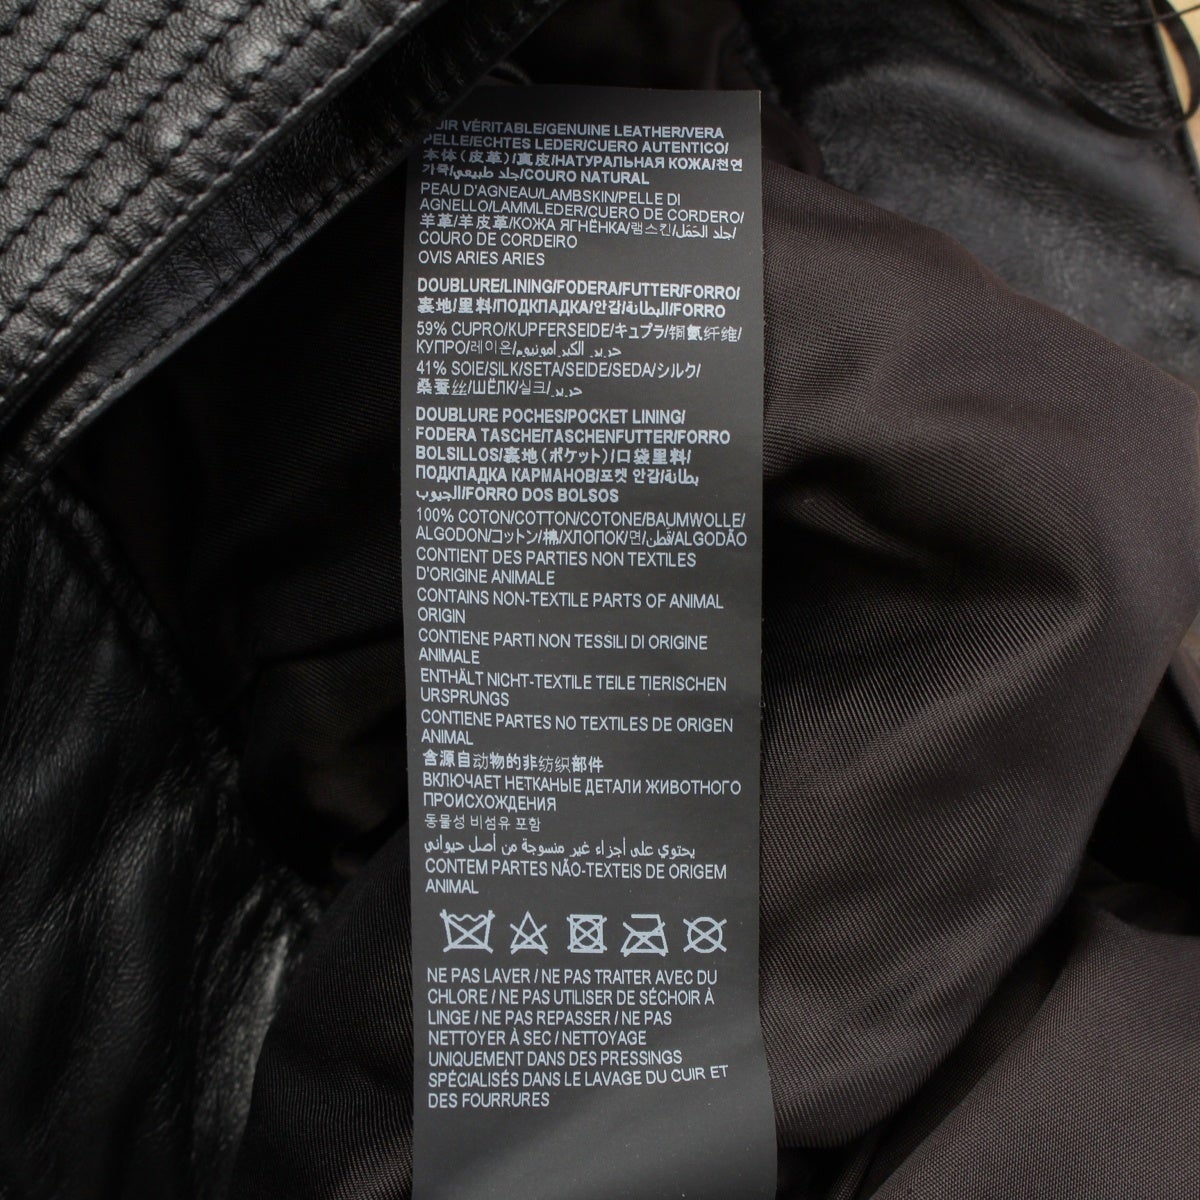 CUIR VÉRITABLE/GENUINE LEATHER/VERA
PELLE/ECHTES LEDER/CUERO AUTENTICO/
本体（皮革）/真皮/НАТУРАЛЬНАЯ КОЖА/천연
가죽/جلد طبيعي/COURO NATURAL
PEAU D'AGNEAU/LAMBSKIN/PELLE DI
AGNELLO/LAMMLEDER/CUERO DE CORDERO/
羊革/羊皮革/КОЖА ЯГНЁНКА/램스킨/جلد الحَمَل/
COURO DE CORDEIRO
OVIS ARIES ARIES
DOUBLURE/LINING/FODERA/FUTTER/FORRO/
裏地/里料/ПОДКЛАДКА/안감/البطانة/FORRO
59% CUPRO/KUPFERSEIDE/キュプラ/铜氨纤维/
КУПРО/레이온/حرير الكبرامونيوم
41% SOIE/SILK/SETA/SEIDE/SEDA/シルク/
桑蚕丝/ШЁЛК/실크/حرير
DOUBLURE POCHES/POCKET LINING/
FODERA TASCHE/TASCHENFUTTER/FORRO
BOLSILLOS/裏地（ポケット）/口袋里料/
ПОДКЛАДКА КАРМАНОВ/포켓 안감/بطانة
الجيوب/FORRO DOS BOLSOS
100% COTON/COTTON/COTONE/BAUMWOLLE/
ALGODON/コットン/棉/ХЛОПОК/면/قطن/ALGODÃO
CONTIENT DES PARTIES NON TEXTILES
D'ORIGINE ANIMALE
CONTAINS NON-TEXTILE PARTS OF ANIMAL
ORIGIN
CONTIENE PARTI NON TESSILI DI ORIGINE
ANIMALE
ENTHÄLT NICHT-TEXTILE TEILE TIERISCHEN
URSPRUNGS
CONTIENE PARTES NO TEXTILES DE ORIGEN
ANIMAL
含源自动物的非纺织部件
ВКЛЮЧАЕТ НЕТКАНЫЕ ДЕТАЛИ ЖИВОТНОГО
ПРОИСХОЖДЕНИЯ
동물성 비섬유 포함
يحتوي على أجزاء غير منسوجة من أصل حيواني
CONTEM PARTES NÃO-TEXTEIS DE ORIGEM
ANIMAL
NE PAS LAVER / NE PAS TRAITER AVEC DU
CHLORE / NE PAS UTILISER DE SÉCHOIR À
LINGE / NE PAS REPASSER / NE PAS
NETTOYER À SEC / NETTOYAGE
UNIQUEMENT DANS DES PRESSINGS
SPÉCIALISÉS DANS LE LAVAGE DU CUIR ET
DES FOURRURES